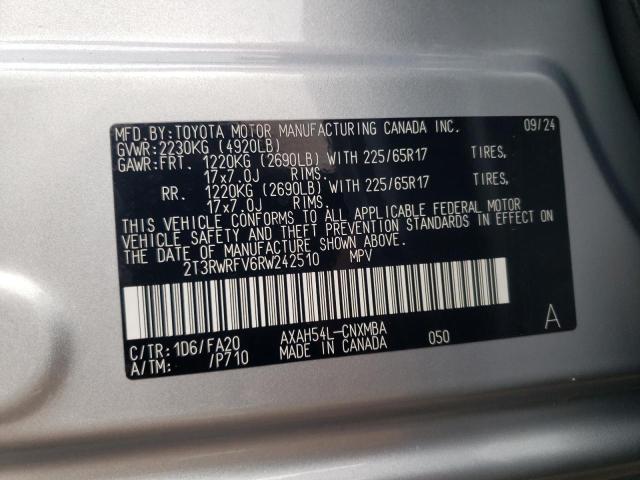 MFD.BY:TOYOTA MOTOR MANUFACTURING CANADA INC. 09/24
GVWR:2230KG (4920LB)
GAWR:FRT. 1220KG (2690LB) WITH 225/65R17 TIRES,
17x7.0J RIMS.
RR. 1220KG (2690LB) WITH 225/65R17 TIRES,
17x7.0J RIMS.
THIS VEHICLE CONFORMS TO ALL APPLICABLE FEDERAL MOTOR
VEHICLE SAFETY AND THEFT PREVENTION STANDARDS IN EFFECT ON
THE DATE OF MANUFACTURE SHOWN ABOVE.
2T3RWRFV6RW242510 MPV
C/TR:1D6/FA20 AXAH54L-CNXMBA 050 A
A/TM: /P710 MADE IN CANADA